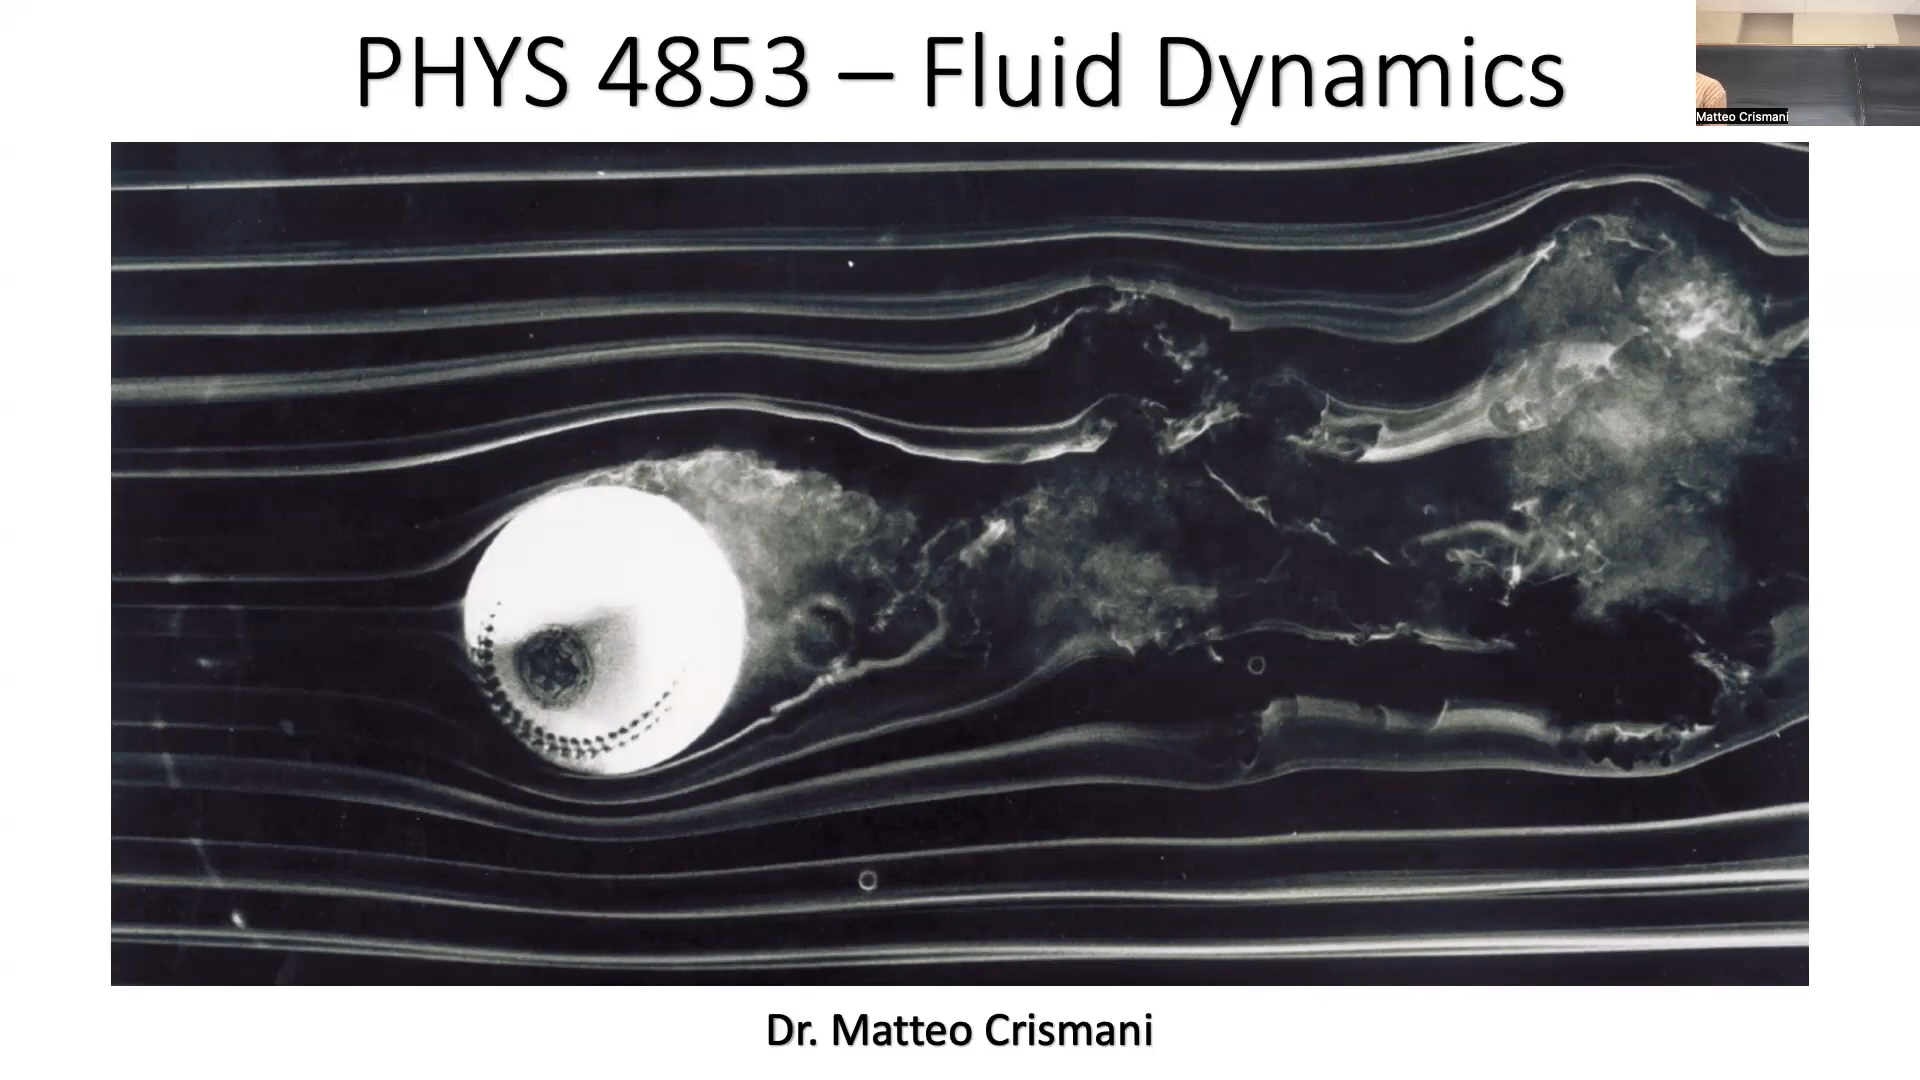 PHYS 4853 – Fluid Dynamics
Matteo Crismani
Dr. Matteo Crismani